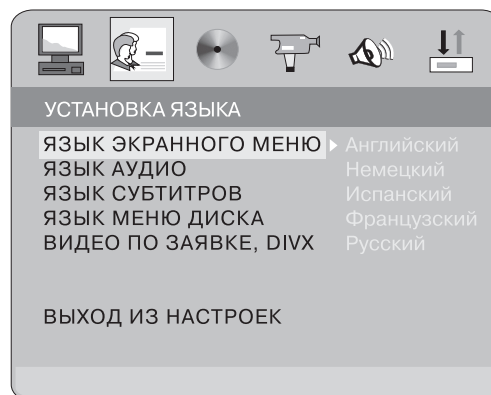 УСТАНОВКА ЯЗЫКА
ЯЗЫК ЭКРАННОГО МЕНЮ Английский
ЯЗЫК АУДИО Немецкий
ЯЗЫК СУБТИТРОВ Испанский
ЯЗЫК МЕНЮ ДИСКА Французский
ВИДЕО ПО ЗАЯВКЕ, DIVX Русский
ВЫХОД ИЗ НАСТРОЕК